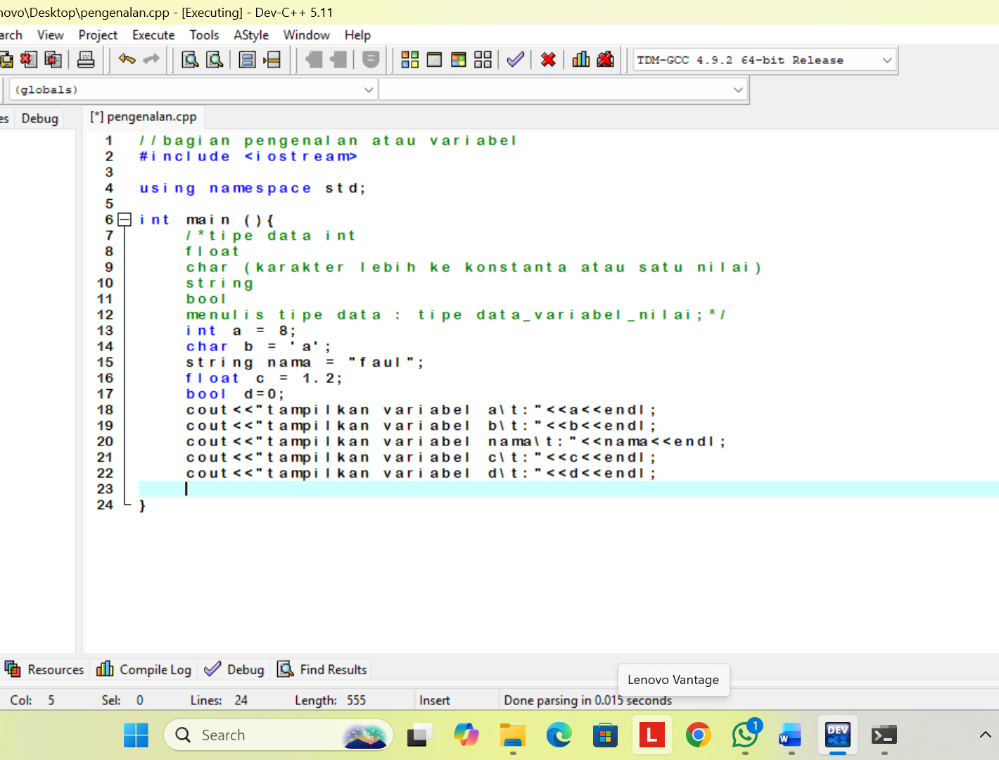 novo\Desktop\pengenalan.cpp - [Executing] - Dev-C++ 5.11
arch View Project Execute Tools AStyle Window Help
TDM-GCC 4.9.2 64-bit Release
(globals)
es Debug [*] pengenalan.cpp
1 //bagian pengenalan atau variabel
2 #include <iostream>
3
4 using namespace std;
5
6 int main (){
7 /*tipe data int
8 float
9 char (karakter lebih ke konstanta atau satu nilai)
10 string
11 bool
12 menulis tipe data : tipe data_variabel_nilai;*/
13 int a = 8;
14 char b = 'a';
15 string nama = "faul";
16 float c = 1.2;
17 bool d=0;
18 cout<<"tampilkan variabel a\t:"<<a<<endl;
19 cout<<"tampilkan variabel b\t:"<<b<<endl;
20 cout<<"tampilkan variabel nama\t:"<<nama<<endl;
21 cout<<"tampilkan variabel c\t:"<<c<<endl;
22 cout<<"tampilkan variabel d\t:"<<d<<endl;
23
24 }
Resources Compile Log Debug Find Results
Lenovo Vantage
Col: 5 Sel: 0 Lines: 24 Length: 555 Insert Done parsing in 0.015 seconds
Search L 1 W DEV C++